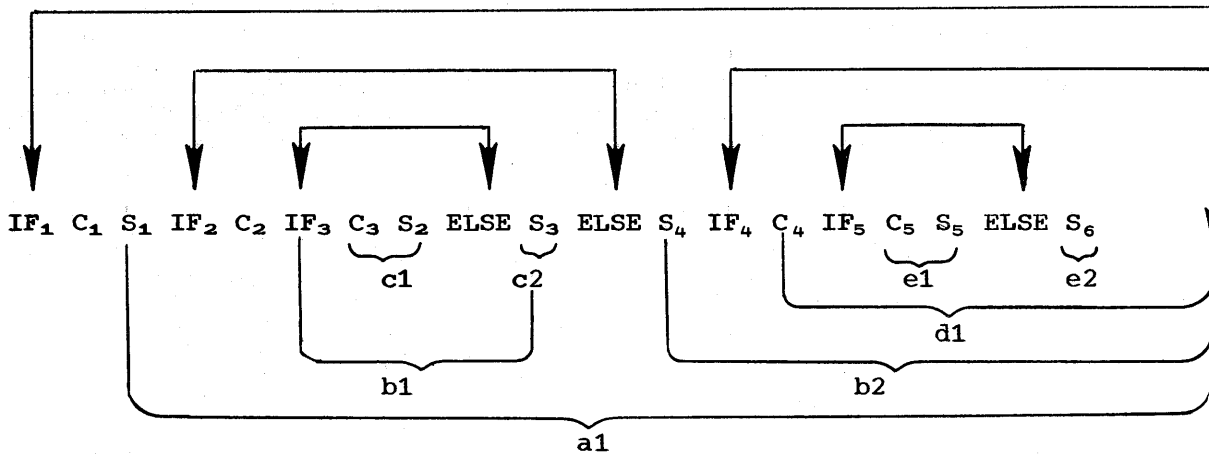 IF₁ C₁ S₁ IF₂ C₂ IF₃ C₃ S₂ ELSE S₃ ELSE S₄ IF₄ C₄ IF₅ C₅ S₅ ELSE S₆
c1 c2 e1 e2
d1
b1 b2
a1